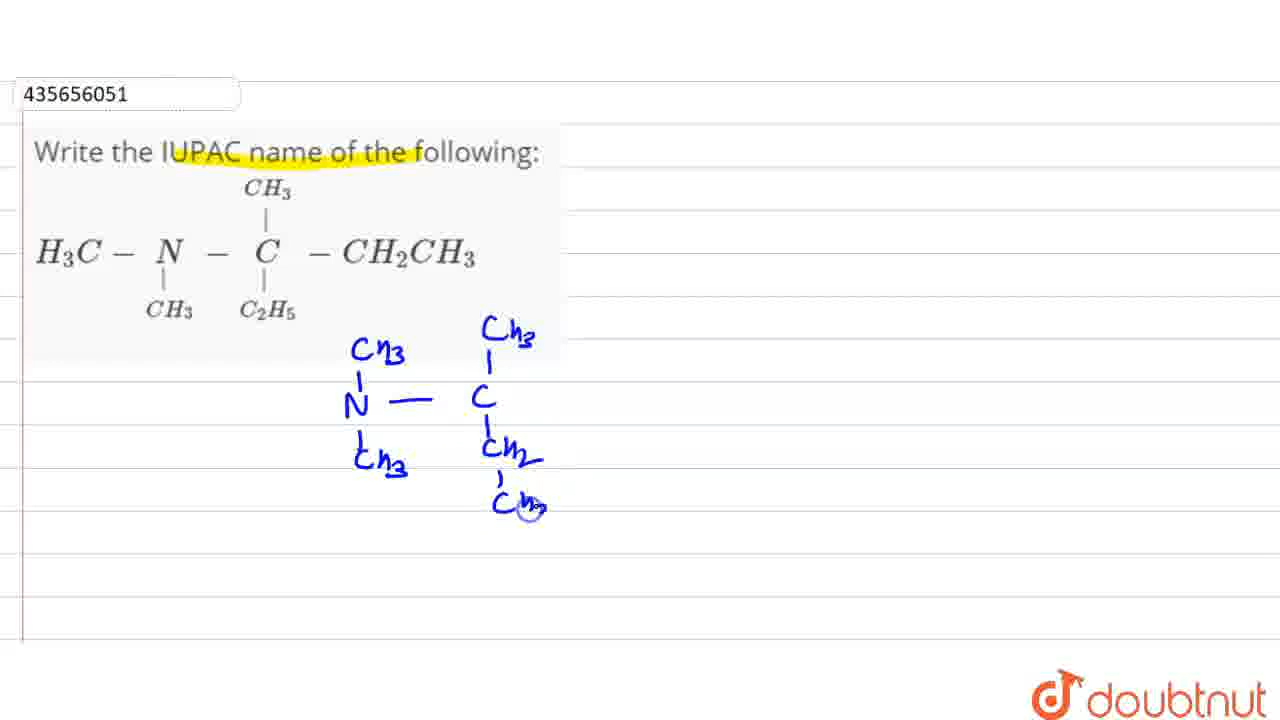 435656051
Write the IUPAC name of the following:
CH3
|
H3C - N - C - CH2CH3
| |
CH3 C2H5
CH3 CH3
| |
N — C
| |
CH3 CH2
|
CH3
doubtnut